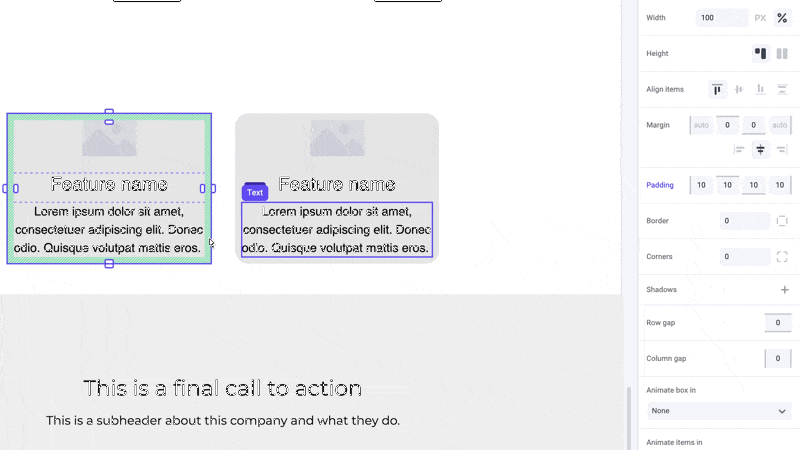 Feature name
Lorem ipsum dolor sit amet,
consectetuer adipiscing elit. Donec
odio. Quisque volutpat mattis eros.
Text
Feature name
Lorem ipsum dolor sit amet,
consectetuer adipiscing elit. Donec
odio. Quisque volutpat mattis eros.
This is a final call to action
This is a subheader about this company and what they do.
Width 100 PX %
Height
Align items
Margin auto 0 0 auto
Padding 10 10 10 10
Border 0
Corners 0
Shadows +
Row gap 0
Column gap 0
Animate box in
None
Animate items in